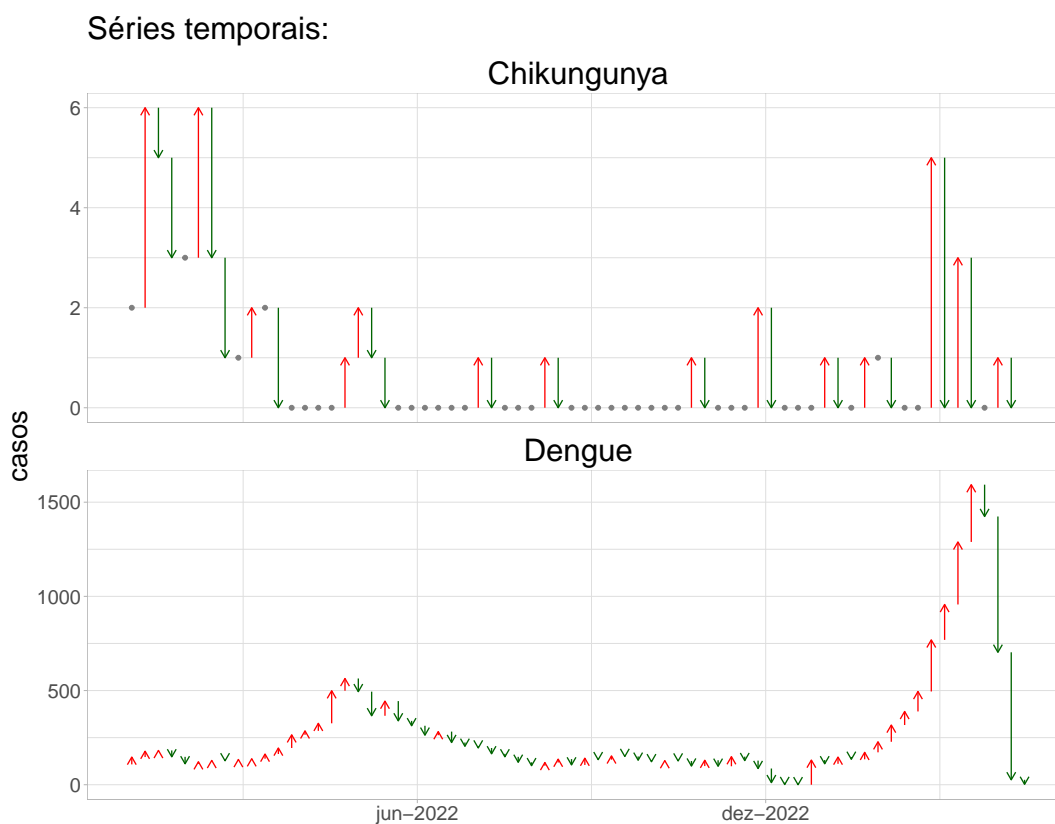 Séries temporais:
Chikungunya
6
4
2
0
casos
Dengue
1500
1000
500
0
jun−2022
dez−2022